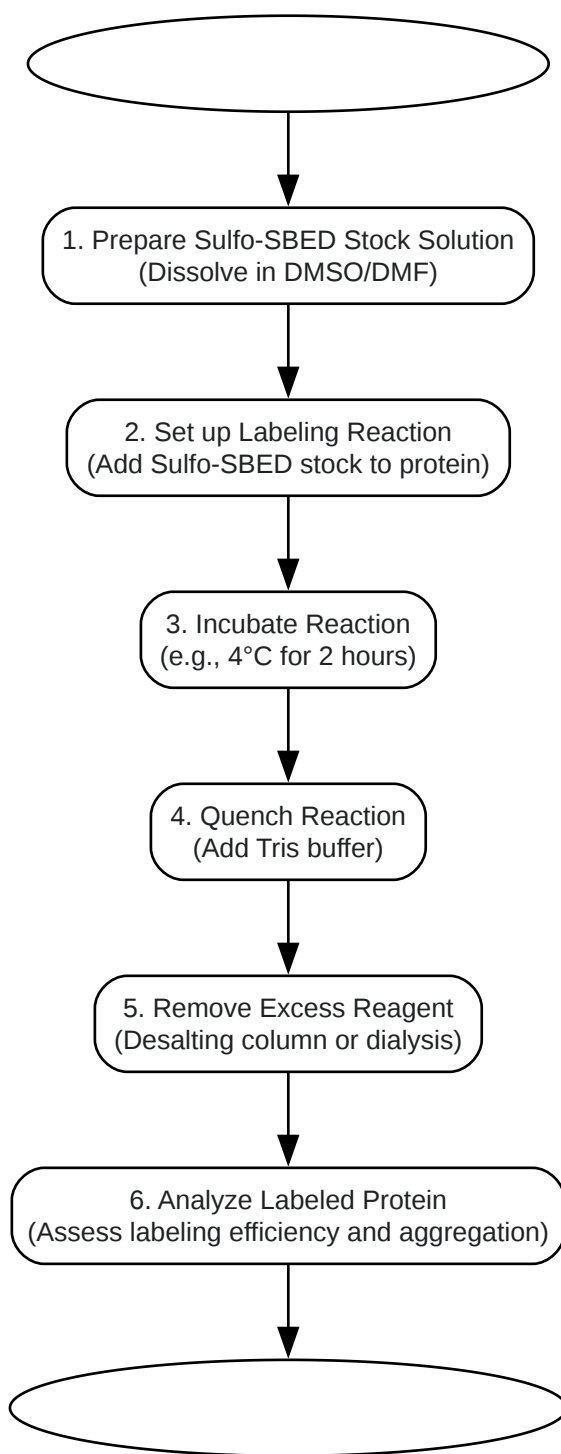 1. Prepare Sulfo-SBED Stock Solution
(Dissolve in DMSO/DMF)
2. Set up Labeling Reaction
(Add Sulfo-SBED stock to protein)
3. Incubate Reaction
(e.g., 4°C for 2 hours)
4. Quench Reaction
(Add Tris buffer)
5. Remove Excess Reagent
(Desalting column or dialysis)
6. Analyze Labeled Protein
(Assess labeling efficiency and aggregation)